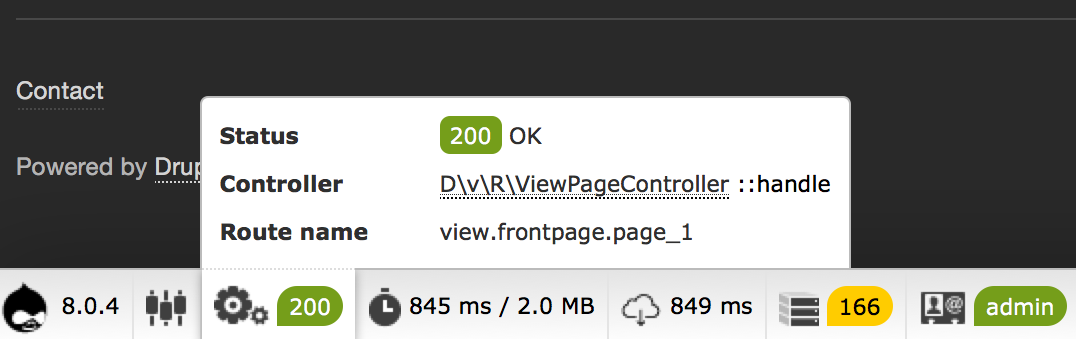 Contact
Powered by Drup
Status 200 OK
Controller D\v\R\ViewPageController ::handle
Route name view.frontpage.page_1
8.0.4 200 845 ms / 2.0 MB 849 ms 166 admin